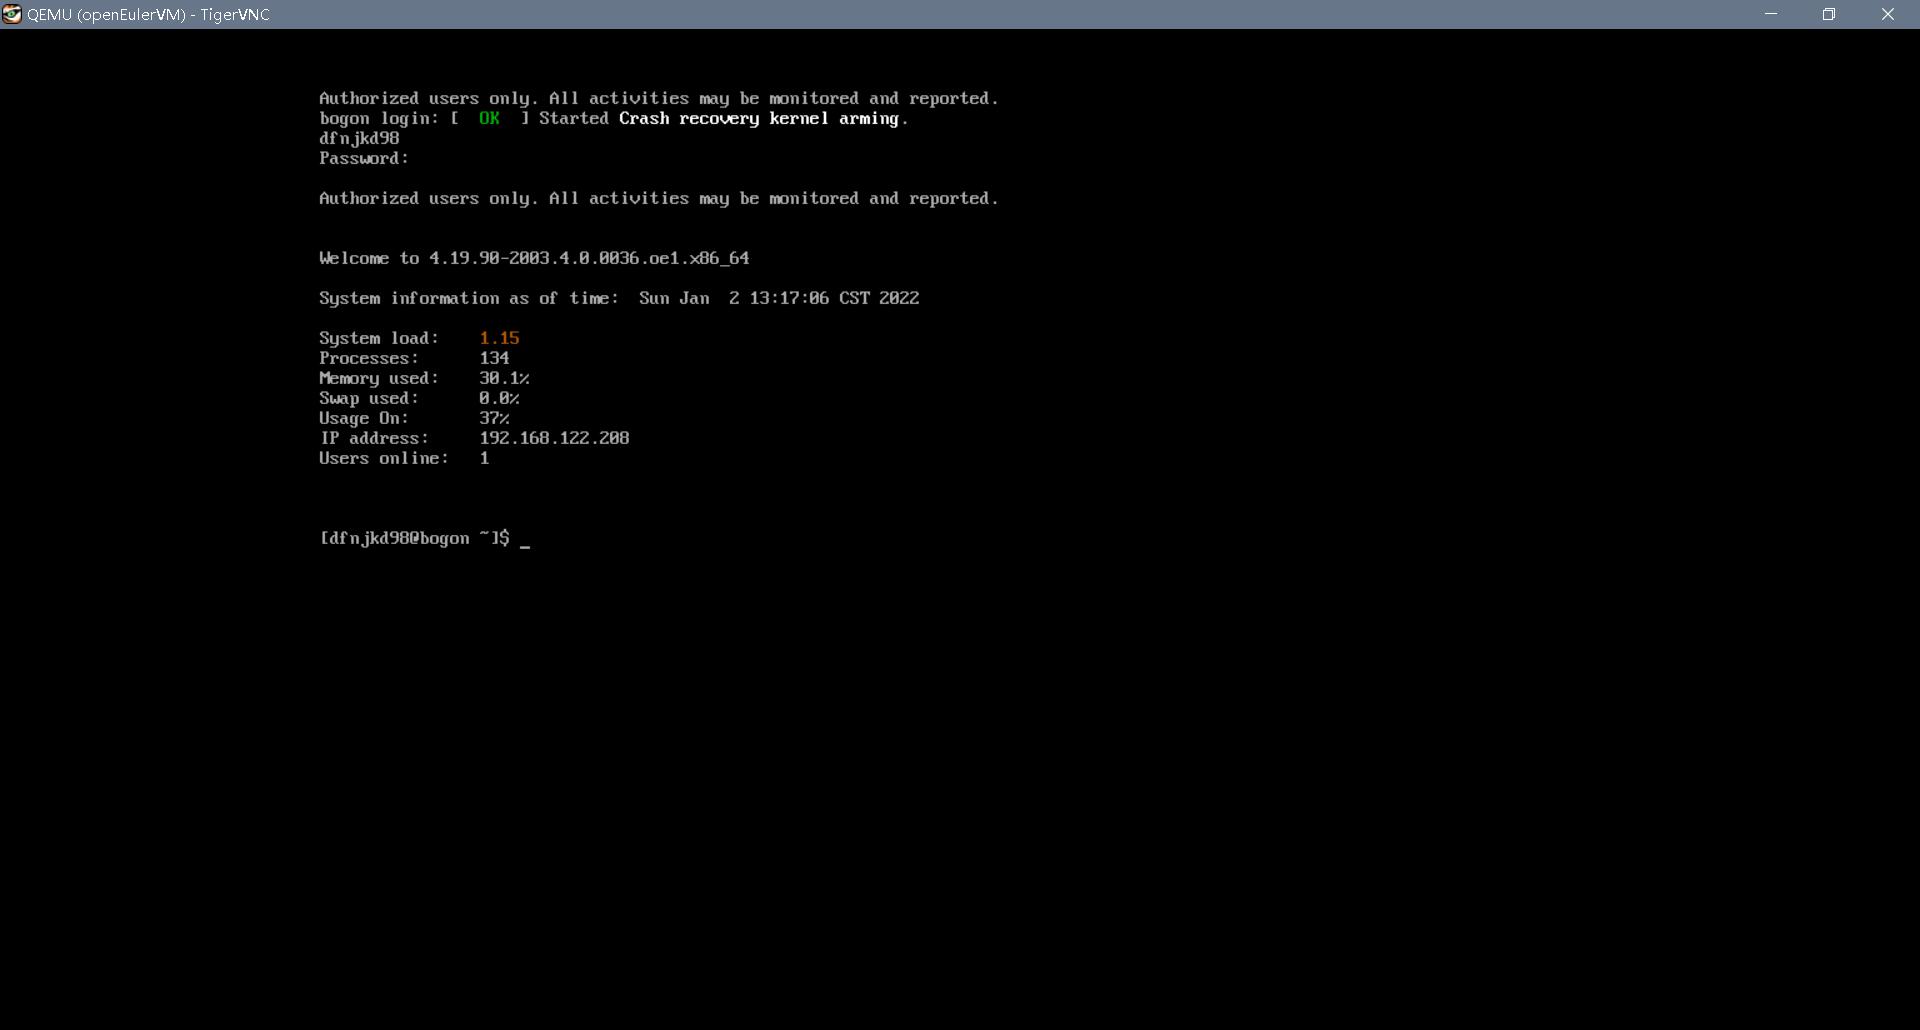 QEMU (openEulerVM) - TigerVNC
Authorized users only. All activities may be monitored and reported.
bogon login: [  OK  ] Started Crash recovery kernel arming.
dfnjkd98
Password:
Authorized users only. All activities may be monitored and reported.
Welcome to 4.19.90-2003.4.0.0036.oe1.x86_64
System information as of time:  Sun Jan  2 13:17:06 CST 2022
System load:    1.15
Processes:      134
Memory used:    30.1%
Swap used:      0.0%
Usage On:       37%
IP address:     192.168.122.208
Users online:   1
[dfnjkd98@bogon ~]$ _